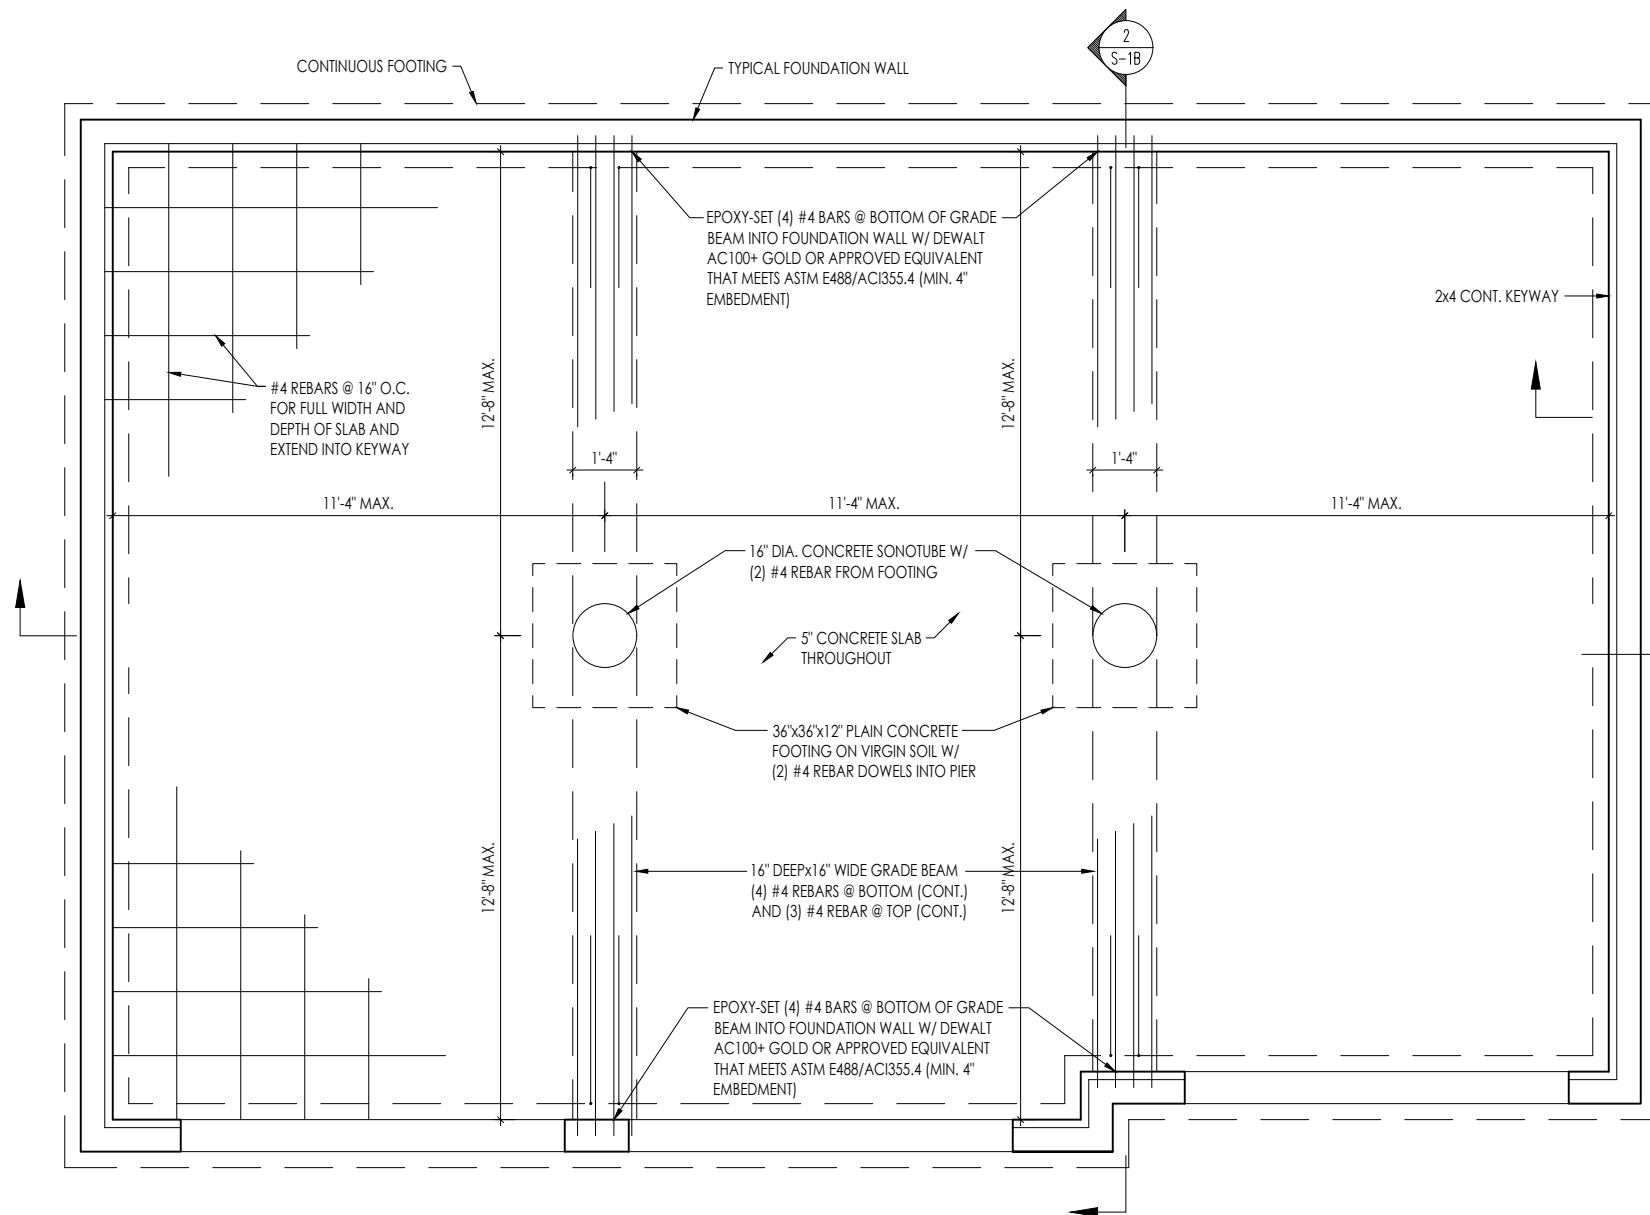 2
S-1B
CONTINUOUS FOOTING
TYPICAL FOUNDATION WALL
EPOXY-SET (4) #4 BARS @ BOTTOM OF GRADE
BEAM INTO FOUNDATION WALL W/ DEWALT
AC100+ GOLD OR APPROVED EQUIVALENT
THAT MEETS ASTM E488/ACI355.4 (MIN. 4"
EMBEDMENT)
2x4 CONT. KEYWAY
#4 REBARS @ 16" O.C.
FOR FULL WIDTH AND
DEPTH OF SLAB AND
EXTEND INTO KEYWAY
12'-8" MAX.
12'-8" MAX.
1'-4"
1'-4"
11'-4" MAX.
11'-4" MAX.
11'-4" MAX.
16" DIA. CONCRETE SONOTUBE W/
(2) #4 REBAR FROM FOOTING
5" CONCRETE SLAB
THROUGHOUT
36"x36"x12" PLAIN CONCRETE
FOOTING ON VIRGIN SOIL W/
(2) #4 REBAR DOWELS INTO PIER
12'-8" MAX.
12'-8" MAX.
16" DEEPx16" WIDE GRADE BEAM
(4) #4 REBARS @ BOTTOM (CONT.)
AND (3) #4 REBAR @ TOP (CONT.)
EPOXY-SET (4) #4 BARS @ BOTTOM OF GRADE
BEAM INTO FOUNDATION WALL W/ DEWALT
AC100+ GOLD OR APPROVED EQUIVALENT
THAT MEETS ASTM E488/ACI355.4 (MIN. 4"
EMBEDMENT)